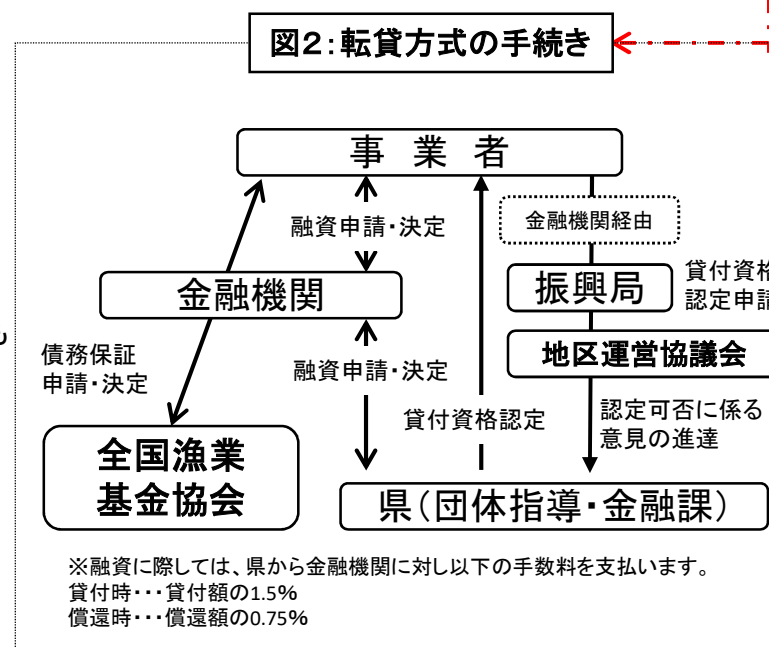 図2：転貸方式の手続き
事　業　者
融資申請・決定
金融機関経由
金融機関
振興局
貸付資格
認定申
債務保証
申請・決定
融資申請・決定
地区運営協議会
貸付資格認定
認定可否に係る
意見の進達
全国漁業
基金協会
県（団体指導・金融課）
※融資に際しては、県から金融機関に対し以下の手数料を支払います。
貸付時・・・貸付額の1.5%
償還時・・・償還額の0.75%